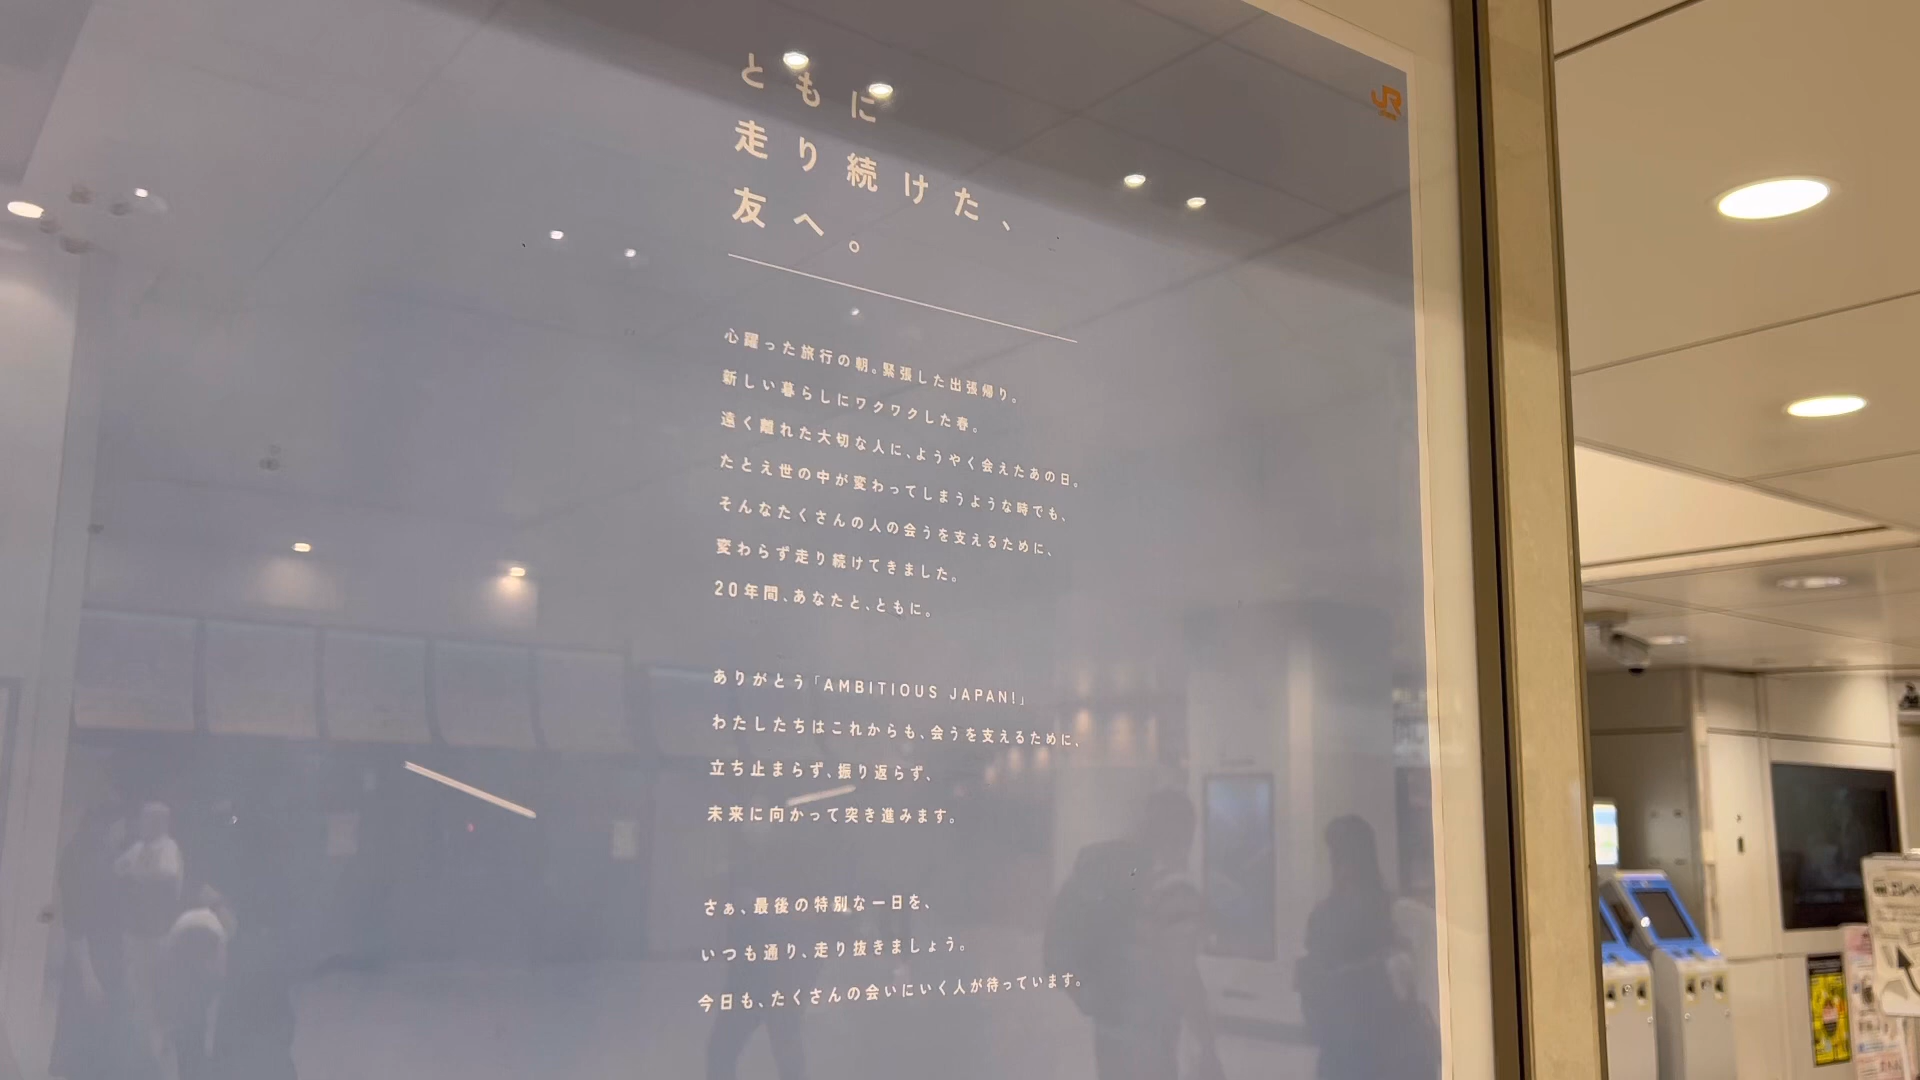 ともに
走り続けた、
友へ。
JR
心躍った旅行の朝。緊張した出張帰り。
新しい暮らしにワクワクした春。
遠く離れた大切な人に、ようやく会えたあの日。
たとえ世の中が変わってしまうような時でも、
そんなたくさんの人の会うを支えるために、
変わらず走り続けてきました。
20年間、あなたと、ともに。
ありがとう「AMBITIOUS JAPAN!」
わたしたちはこれからも、会うを支えるために、
立ち止まらず、振り返らず、
未来に向かって突き進みます。
さぁ、最後の特別な一日を、
いつも通り、走り抜きましょう。
今日も、たくさんの会いにいく人が待っています。